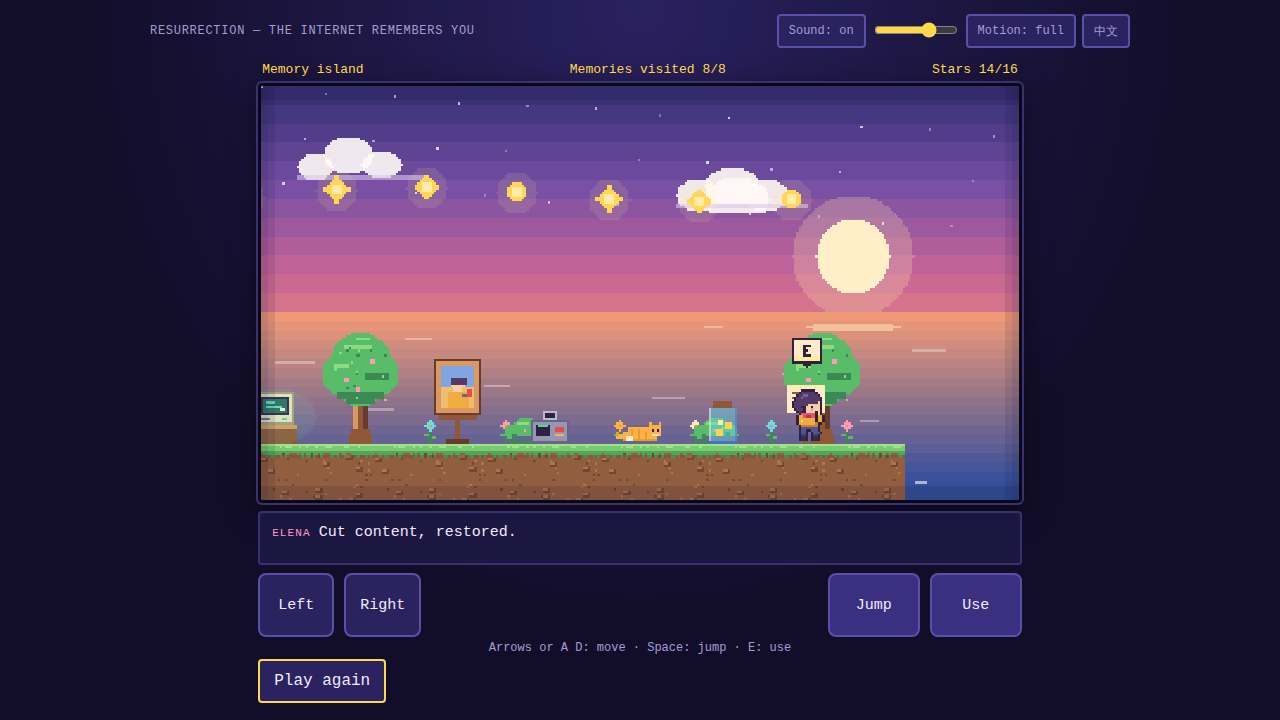 RESURRECTION — THE INTERNET REMEMBERS YOU
Sound: on
Motion: full
中文
Memory island
Memories visited 8/8
Stars 14/16
E
ELENA Cut content, restored.
Left
Right
Jump
Use
Arrows or A D: move · Space: jump · E: use
Play again